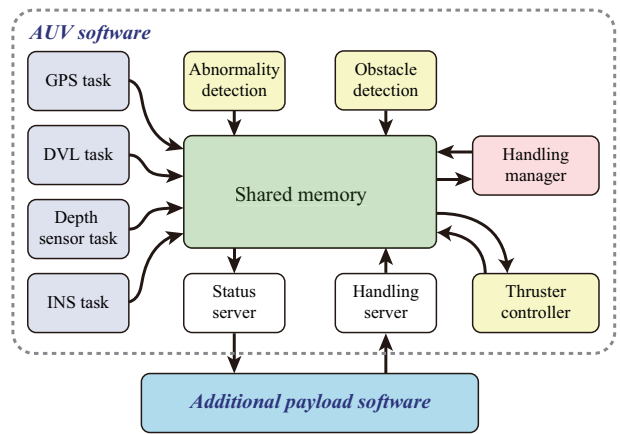 AUV software
GPS task
Abnormality
detection
Obstacle
detection
DVL task
Shared memory
Handling
manager
Depth
sensor task
INS task
Status
server
Handling
server
Thruster
controller
Additional payload software